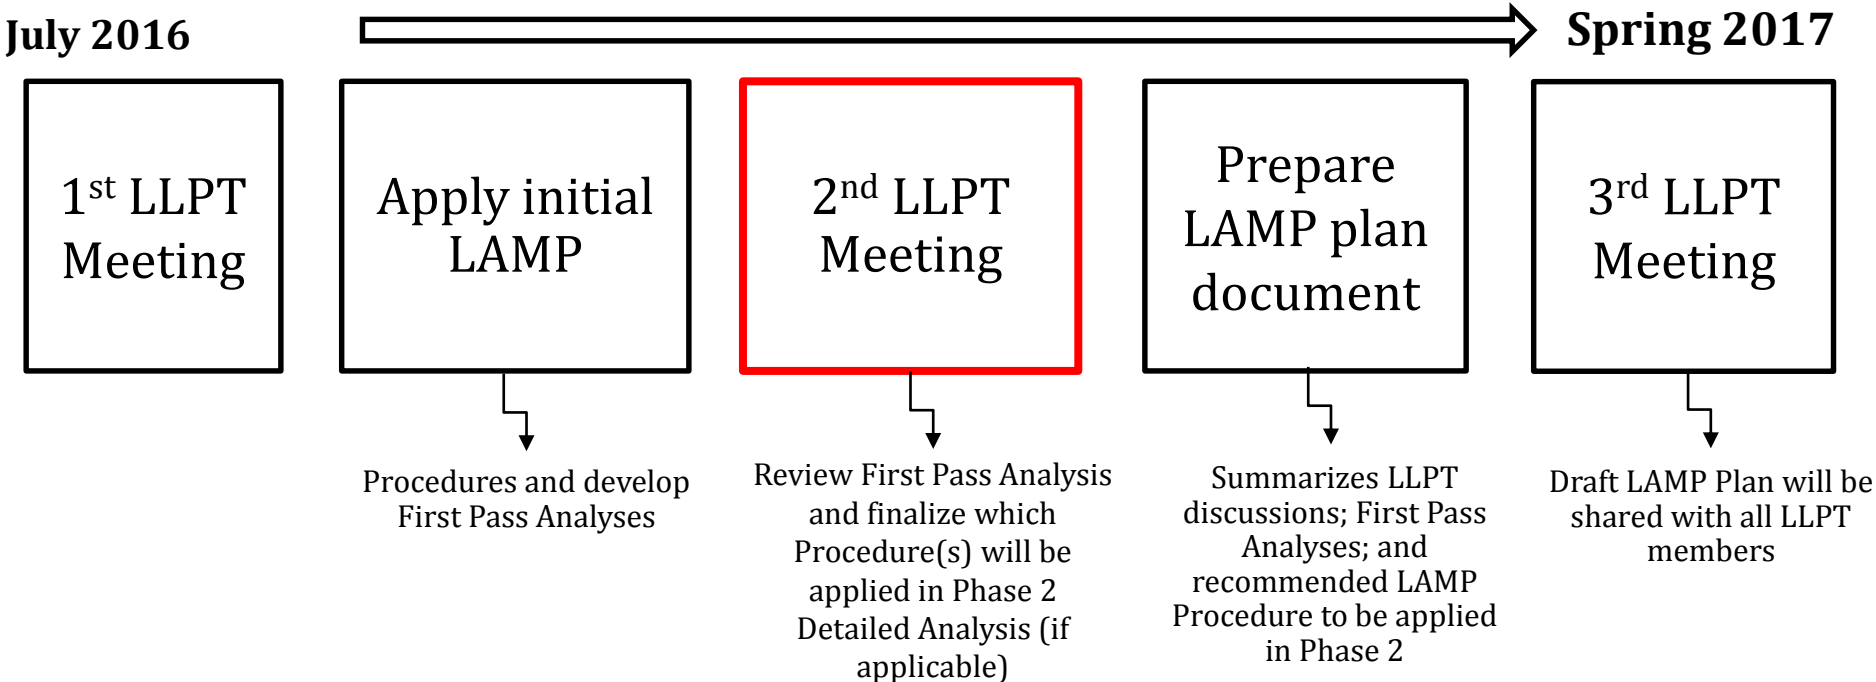 July 2016
Spring 2017
1st LLPT
Meeting
Apply initial
LAMP
2nd LLPT
Meeting
Prepare
LAMP plan
document
3rd LLPT
Meeting
Procedures and develop
First Pass Analyses
Review First Pass Analysis
and finalize which
Procedure(s) will be
applied in Phase 2
Detailed Analysis (if
applicable)
Summarizes LLPT
discussions; First Pass
Analyses; and
recommended LAMP
Procedure to be applied
in Phase 2
Draft LAMP Plan will be
shared with all LLPT
members